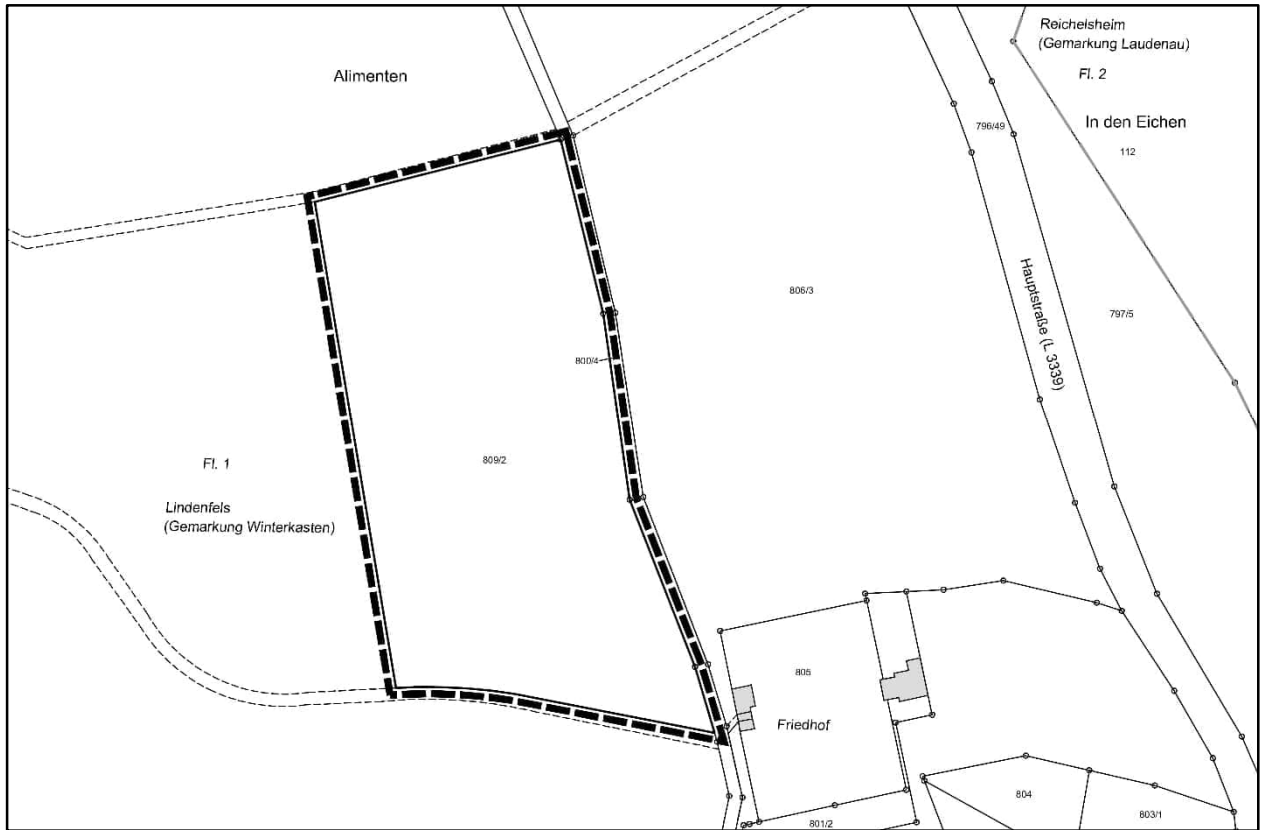 Reichelsheim
(Gemarkung Laudenau)
Fl. 2
Alimenten
In den Eichen
796/49
112
806/3
Hauptstraße (L 3339)
797/5
800/4
809/2
Fl. 1
Lindenfels
(Gemarkung Winterkasten)
805
Friedhof
804
803/1
801/2